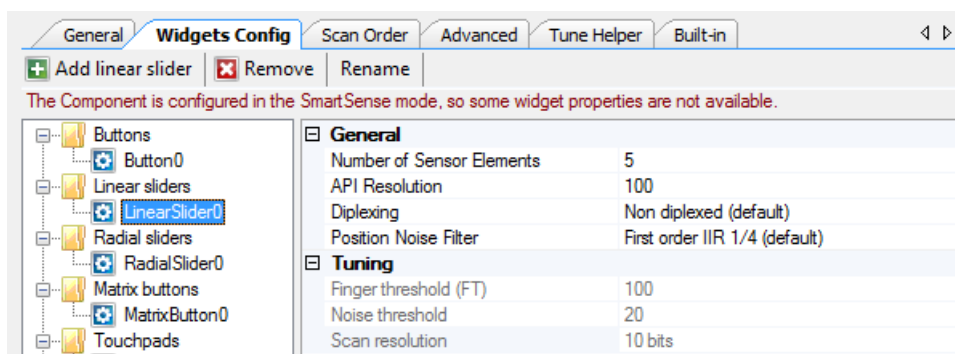 General Widgets Config Scan Order Advanced Tune Helper Built-in
Add linear slider Remove Rename
The Component is configured in the SmartSense mode, so some widget properties are not available.
Buttons
Button0
Linear sliders
LinearSlider0
Radial sliders
RadialSlider0
Matrix buttons
MatrixButton0
Touchpads
General
Number of Sensor Elements 5
API Resolution 100
Diplexing Non diplexed (default)
Position Noise Filter First order IIR 1/4 (default)
Tuning
Finger threshold (FT) 100
Noise threshold 20
Scan resolution 10 bits